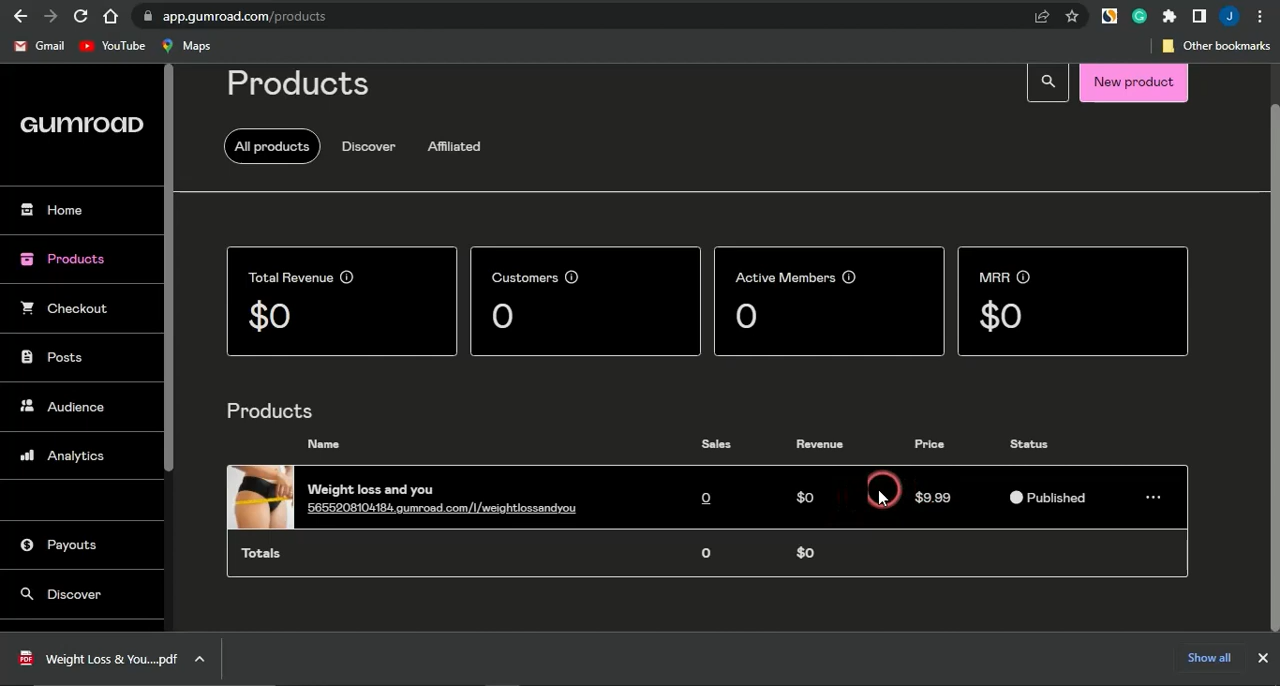 app.gumroad.com/products
J
Gmail YouTube Maps Other bookmarks
GUMROAD
Products
New product
All products Discover Affiliated
Home
Products
Checkout
Posts
Audience
Analytics
Payouts
Discover
Total Revenue Customers Active Members MRR
$0 0 0 $0
Products
Name Sales Revenue Price Status
Weight loss and you 0 $0 $9.99 Published ...
5655208104184.gumroad.com/l/weightlossandyou
Totals 0 $0
PDF Weight Loss & You....pdf Show all